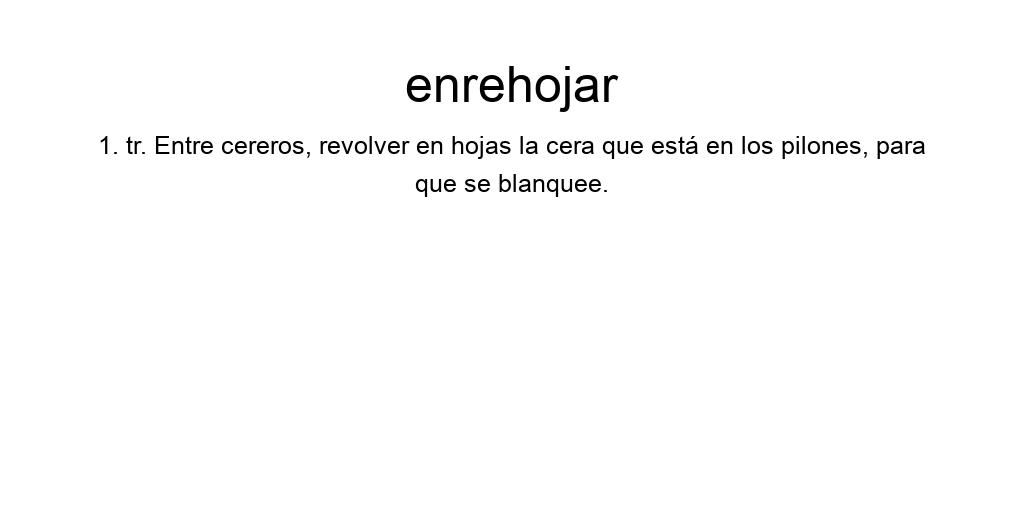 enrehojar
1. tr. Entre cereros, revolver en hojas la cera que está en los pilones, para
que se blanquee.